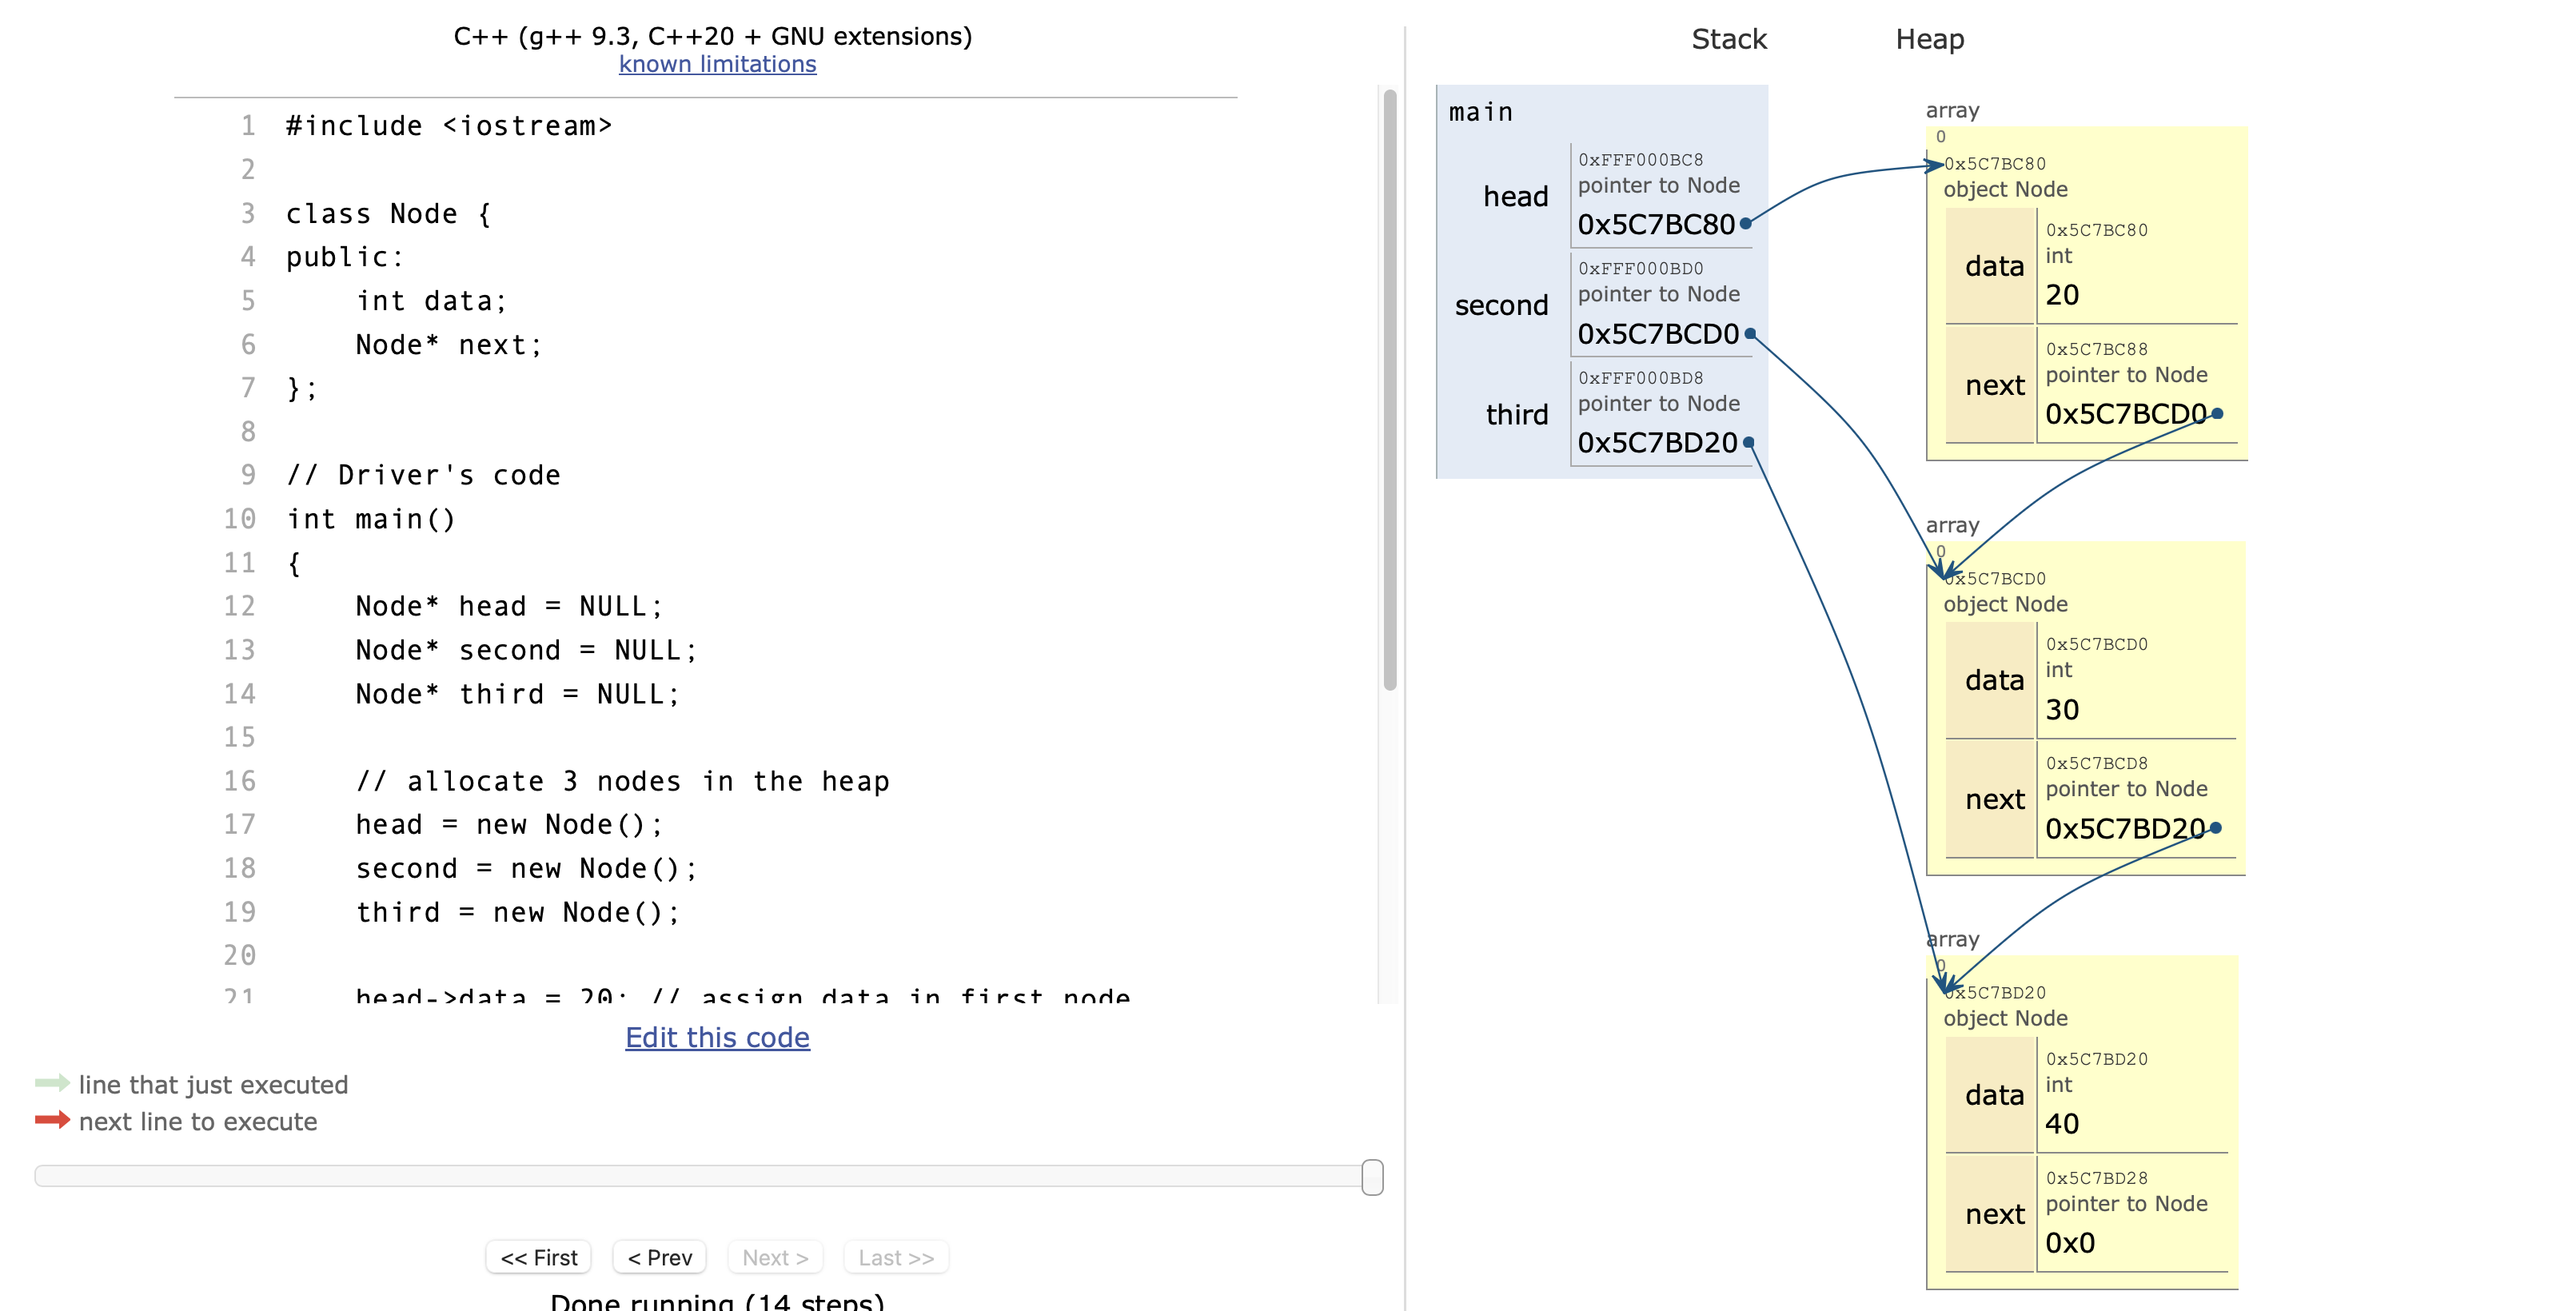 C++ (g++ 9.3, C++20 + GNU extensions)
known limitations
1 #include <iostream>
2
3 class Node {
4 public:
5     int data;
6     Node* next;
7 };
8
9 // Driver's code
10 int main()
11 {
12     Node* head = NULL;
13     Node* second = NULL;
14     Node* third = NULL;
15
16     // allocate 3 nodes in the heap
17     head = new Node();
18     second = new Node();
19     third = new Node();
20
21     head->data = 20; // assign data in first node
Edit this code
line that just executed
next line to execute
<< First < Prev Next > Last >>
Done running (14 steps)
Stack Heap
main
head
0xFFF000BC8
pointer to Node
0x5C7BC80
second
0xFFF000BD0
pointer to Node
0x5C7BCD0
third
0xFFF000BD8
pointer to Node
0x5C7BD20
array
0
0x5C7BC80
object Node
data
0x5C7BC80
int
20
next
0x5C7BC88
pointer to Node
0x5C7BCD0
array
0
0x5C7BCD0
object Node
data
0x5C7BCD0
int
30
next
0x5C7BCD8
pointer to Node
0x5C7BD20
array
0
0x5C7BD20
object Node
data
0x5C7BD20
int
40
next
0x5C7BD28
pointer to Node
0x0